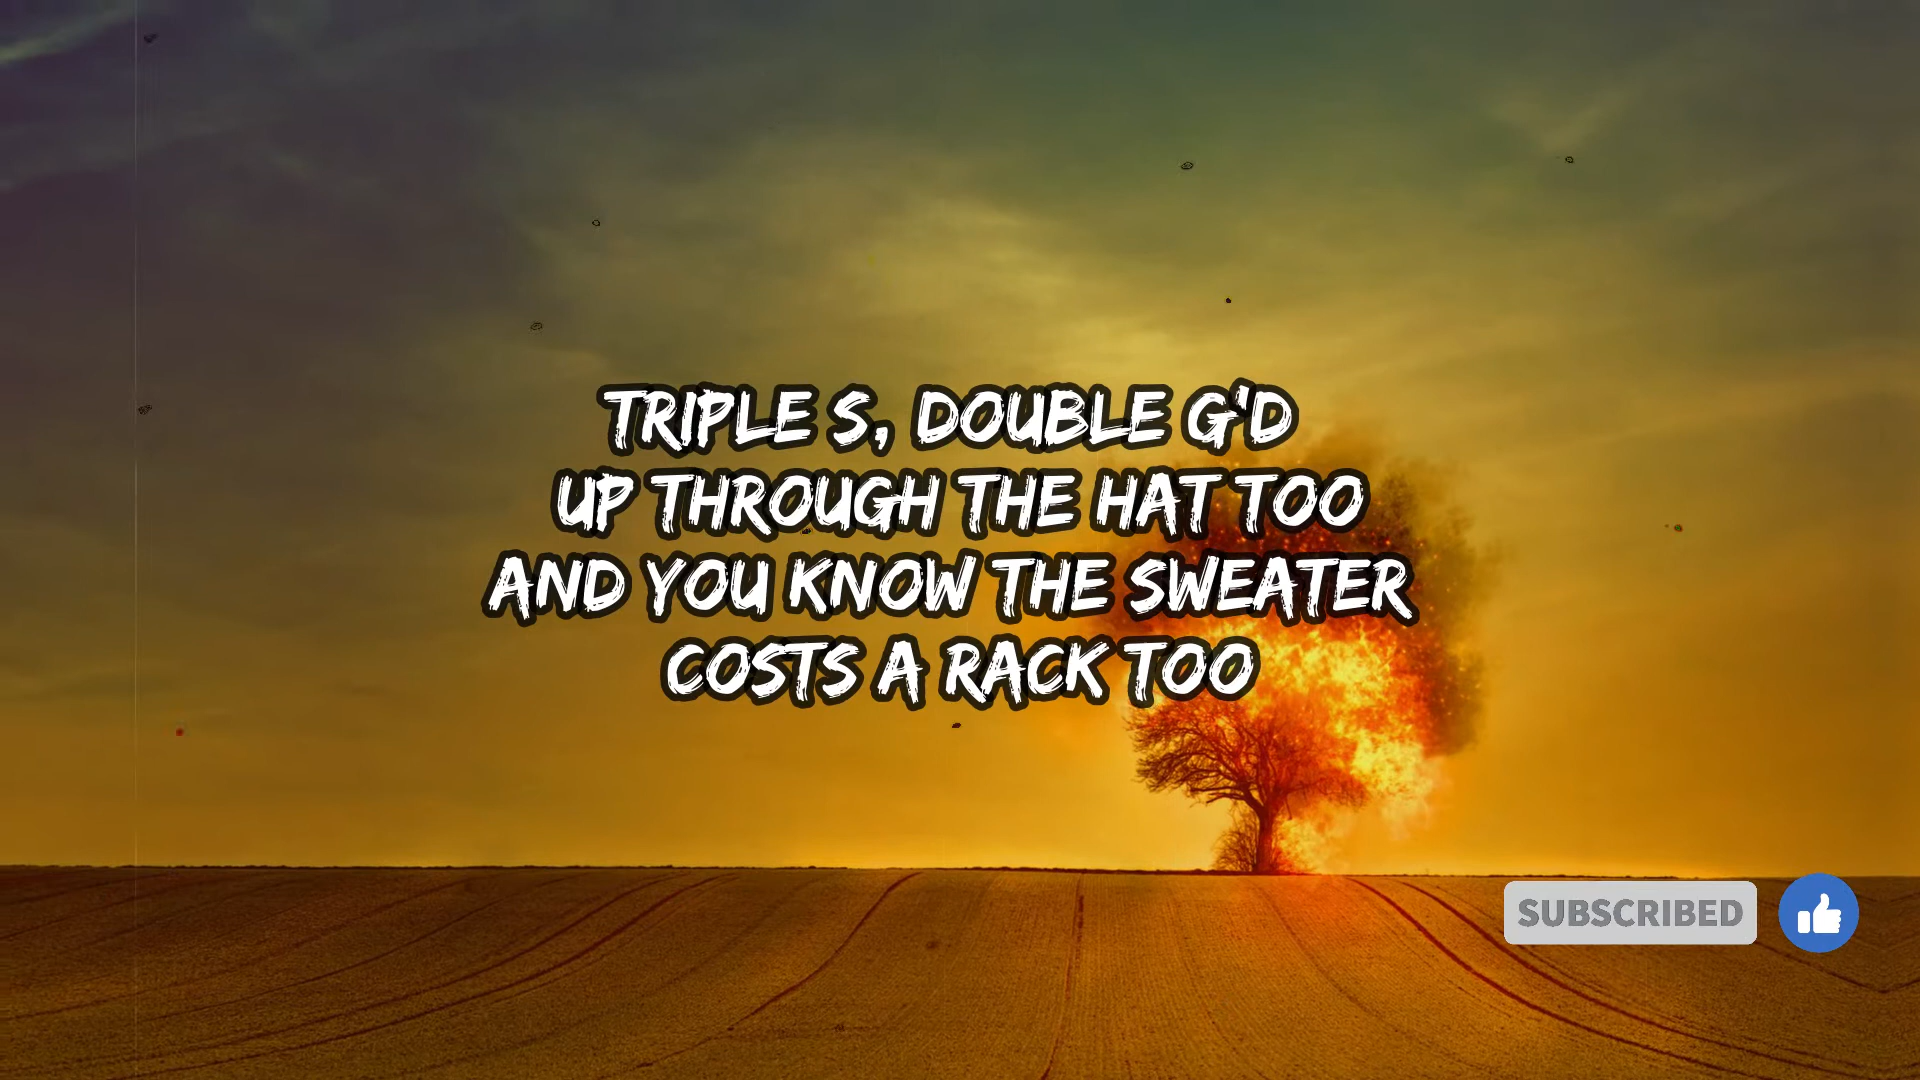 TRIPLE S, DOUBLE G'D
UP THROUGH THE HAT TOO
AND YOU KNOW THE SWEATER
COSTS A RACK TOO
SUBSCRIBED